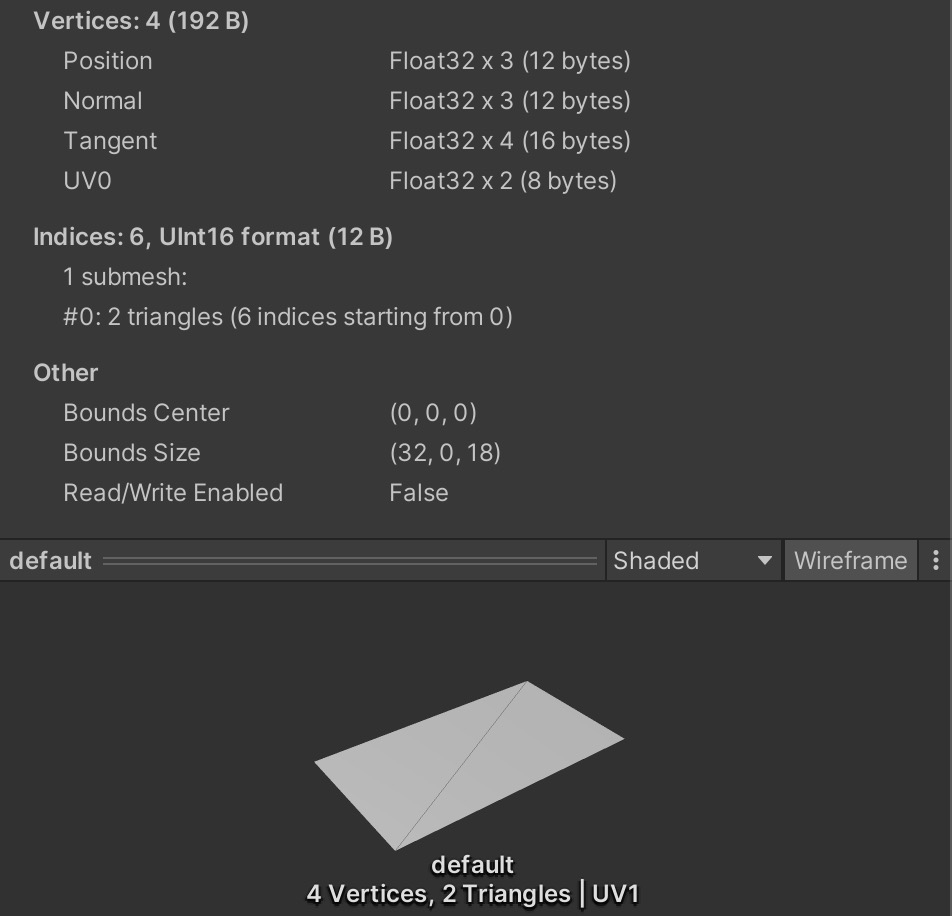 Vertices: 4 (192 B)
Position Float32 x 3 (12 bytes)
Normal Float32 x 3 (12 bytes)
Tangent Float32 x 4 (16 bytes)
UV0 Float32 x 2 (8 bytes)
Indices: 6, UInt16 format (12 B)
1 submesh:
#0: 2 triangles (6 indices starting from 0)
Other
Bounds Center (0, 0, 0)
Bounds Size (32, 0, 18)
Read/Write Enabled False
default Shaded Wireframe
default
4 Vertices, 2 Triangles | UV1